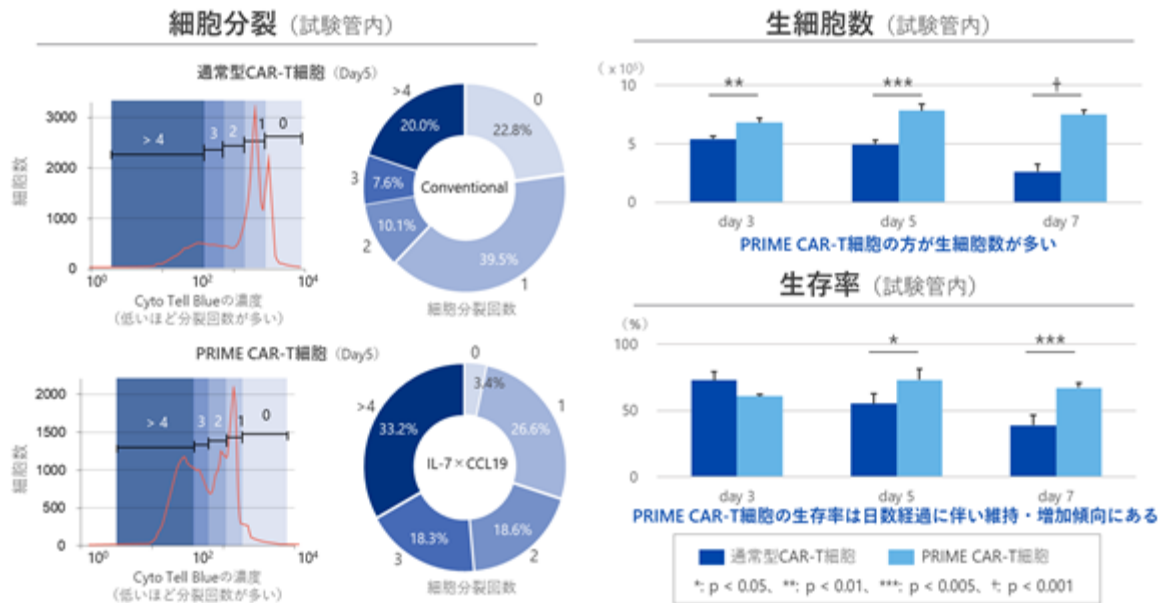 細胞分裂（試験管内）
通常型CAR-T細胞（Day5）
細胞数
3000
2000
1000
0
> 4
3
2
1
0
10⁰
10²
10⁴
Cyto Tell Blueの濃度
（低いほど分裂回数が多い）
>4
20.0%
0
22.8%
3
7.6%
Conventional
10.1%
2
39.5%
1
細胞分裂回数
PRIME CAR-T細胞（Day5）
細胞数
2000
1500
1000
500
0
> 4
3
2
1
0
10⁰
10²
10⁴
Cyto Tell Blueの濃度
（低いほど分裂回数が多い）
0
3.4%
>4
33.2%
1
26.6%
IL-7×CCL19
18.3%
3
18.6%
2
細胞分裂回数
生細胞数（試験管内）
（x 10⁵）
10
5
0
**
***
†
day 3
day 5
day 7
PRIME CAR-T細胞の方が生細胞数が多い
生存率（試験管内）
（%）
100
50
0
*
***
day 3
day 5
day 7
PRIME CAR-T細胞の生存率は日数経過に伴い維持・増加傾向にある
通常型CAR-T細胞 PRIME CAR-T細胞
*: p < 0.05、**: p < 0.01、***: p < 0.005、†: p < 0.001